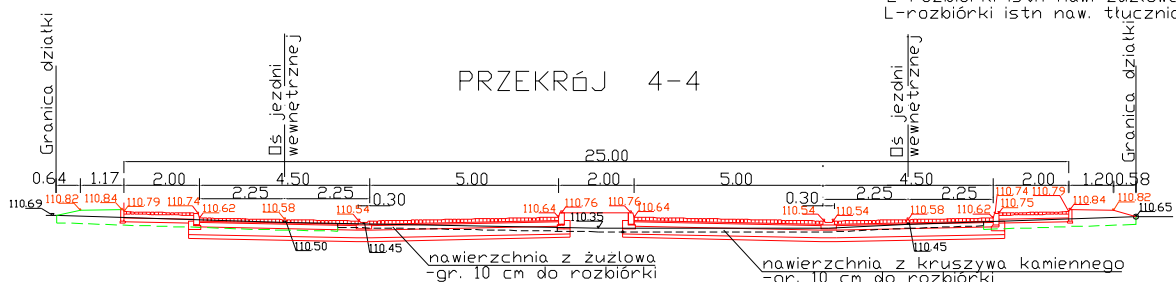 L-rozbiórki istn naw. tłucznio
Granica działki
Oś jezdni
wewnętrznej
PRZEKRóJ 4-4
Oś jezdni
wewnętrznej
Granica działki
25.00
0.64 1.17 2.00 4.50 5.00 2.00 5.00 4.50 2.00 1.20 0.58
2.25 2.25 0.30 0.30 2.25 2.25
110.69 110.82 110.84 110.79 110.74 110.62 110.58 110.54 110.64 110.76 110.76 110.64 110.54 110.54 110.58 110.62 110.74 110.75 110.79 110.84 110.82 110.65
110.50 110.45 110.35 110.45
nawierzchnia z żużlowa
-gr. 10 cm do rozbiórki
nawierzchnia z kruszywa kamiennego
-gr. 10 cm do rozbiórki